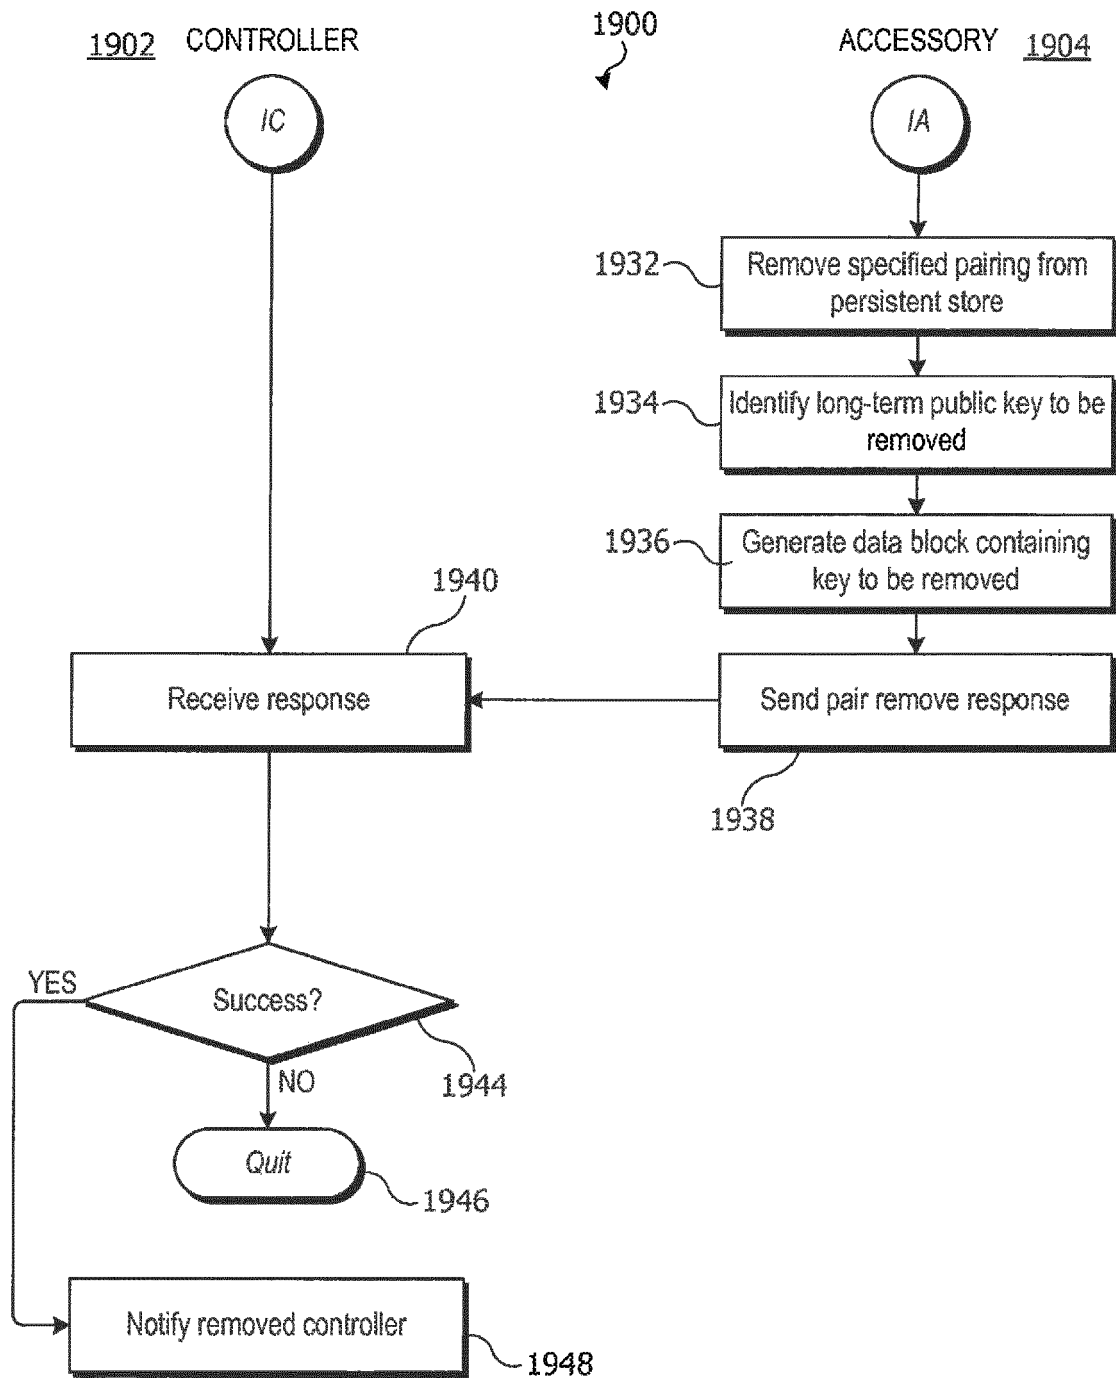 1902 CONTROLLER
1900
ACCESSORY 1904
IC
IA
1932
Remove specified pairing from
persistent store
1934
Identify long-term public key to be
removed
1936
Generate data block containing
key to be removed
1940
Receive response
Send pair remove response
1938
YES
Success?
1944
NO
Quit
1946
Notify removed controller
1948